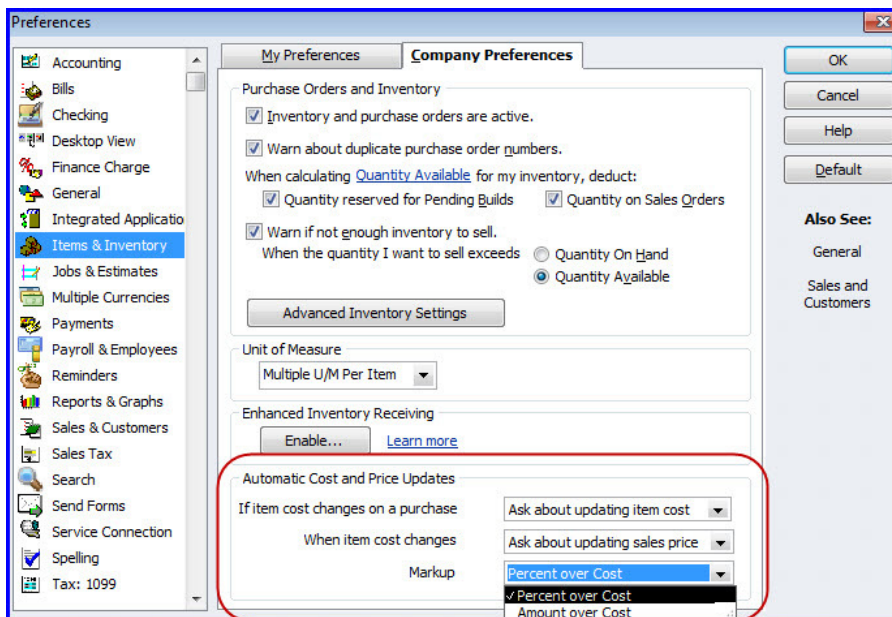 Preferences
Accounting
Bills
Checking
Desktop View
Finance Charge
General
Integrated Applicatio
Items & Inventory
Jobs & Estimates
Multiple Currencies
Payments
Payroll & Employees
Reminders
Reports & Graphs
Sales & Customers
Sales Tax
Search
Send Forms
Service Connection
Spelling
Tax: 1099
My Preferences
Company Preferences
Purchase Orders and Inventory
Inventory and purchase orders are active.
Warn about duplicate purchase order numbers.
When calculating Quantity Available for my inventory, deduct:
Quantity reserved for Pending Builds
Quantity on Sales Orders
Warn if not enough inventory to sell.
When the quantity I want to sell exceeds
Quantity On Hand
Quantity Available
Advanced Inventory Settings
Unit of Measure
Multiple U/M Per Item
Enhanced Inventory Receiving
Enable...
Learn more
Automatic Cost and Price Updates
If item cost changes on a purchase
Ask about updating item cost
When item cost changes
Ask about updating sales price
Markup
Percent over Cost
✓ Percent over Cost
Amount over Cost
OK
Cancel
Help
Default
Also See:
General
Sales and
Customers